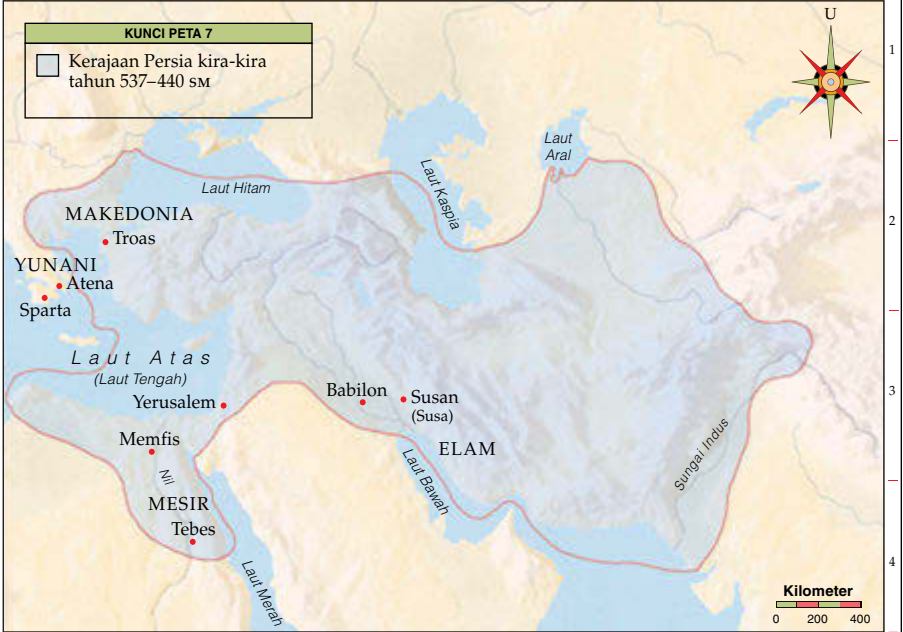 KUNCI PETA 7
Kerajaan Persia kira-kira
tahun 537–440 SM
U
1
Laut
Aral
Laut Kaspia
Laut Hitam
MAKEDONIA
Troas
2
YUNANI
Atena
Sparta
Laut Atas
(Laut Tengah)
Yerusalem
Babilon
Susan
(Susa)
3
Memfis
ELAM
Sungai Indus
Nil
Laut Bawah
MESIR
Tebes
4
Laut Merah
Kilometer
0 200 400